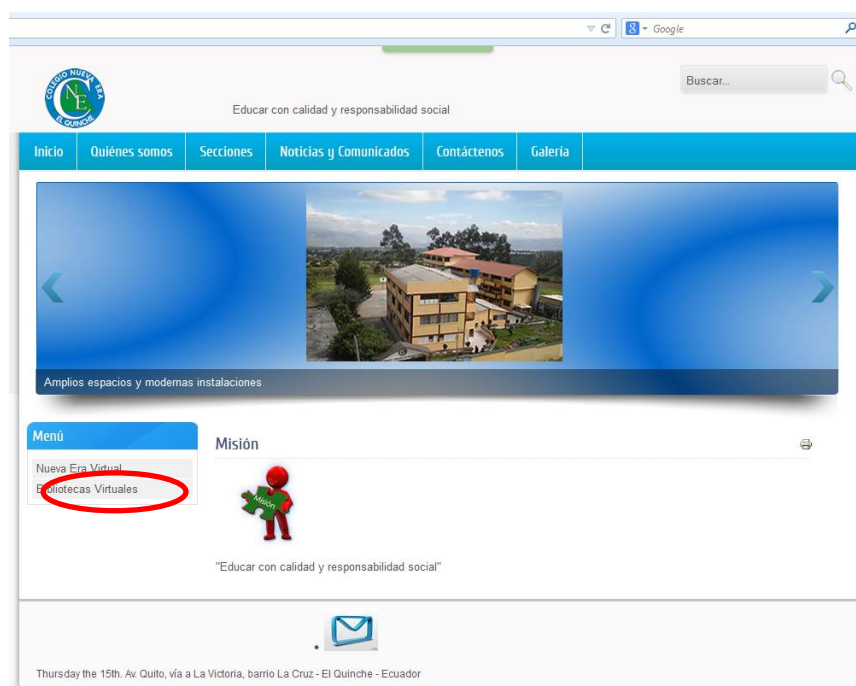 Google
COLEGIO NUEVA ERA
EL QUINCHE
NE
Educar con calidad y responsabilidad social
Buscar...
Inicio Quiénes somos Secciones Noticias y Comunicados Contáctenos Galería
Amplios espacios y modernas instalaciones
Menú
Nueva Era Virtual
Bibliotecas Virtuales
Misión
Misión
"Educar con calidad y responsabilidad social"
Thursday the 15th. Av. Quito, vía a La Victoria, barrio La Cruz - El Quinche - Ecuador